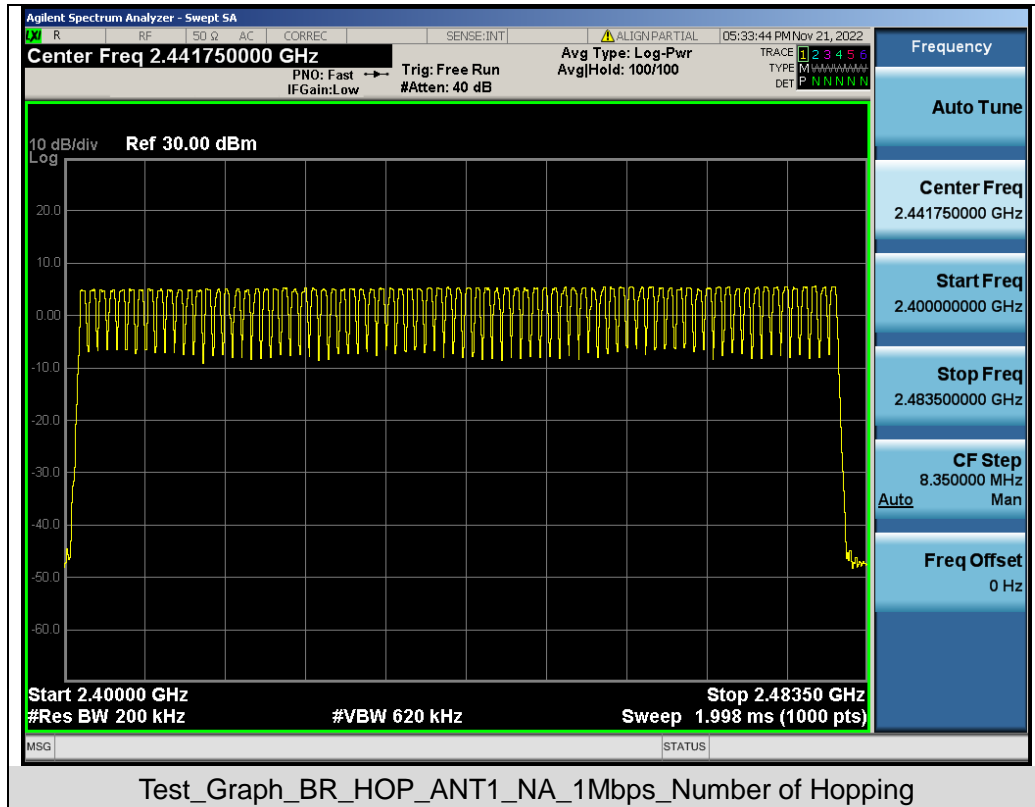 Agilent Spectrum Analyzer - Swept SA
LXI R RF 50 Ω AC CORREC SENSE:INT ALIGN PARTIAL 05:33:44 PM Nov 21, 2022
Center Freq 2.441750000 GHz
PNO: Fast
IFGain:Low
Trig: Free Run
#Atten: 40 dB
Avg Type: Log-Pwr
Avg|Hold: 100/100
TRACE 1 2 3 4 5 6
TYPE M WWWWW
DET P N N N N N
Frequency
Auto Tune
Center Freq
2.441750000 GHz
Start Freq
2.400000000 GHz
Stop Freq
2.483500000 GHz
CF Step
8.350000 MHz
Auto Man
Freq Offset
0 Hz
10 dB/div Ref 30.00 dBm
Log
20.0
10.0
0.00
-10.0
-20.0
-30.0
-40.0
-50.0
-60.0
Start 2.40000 GHz Stop 2.48350 GHz
#Res BW 200 kHz #VBW 620 kHz Sweep 1.998 ms (1000 pts)
MSG STATUS
Test_Graph_BR_HOP_ANT1_NA_1Mbps_Number of Hopping